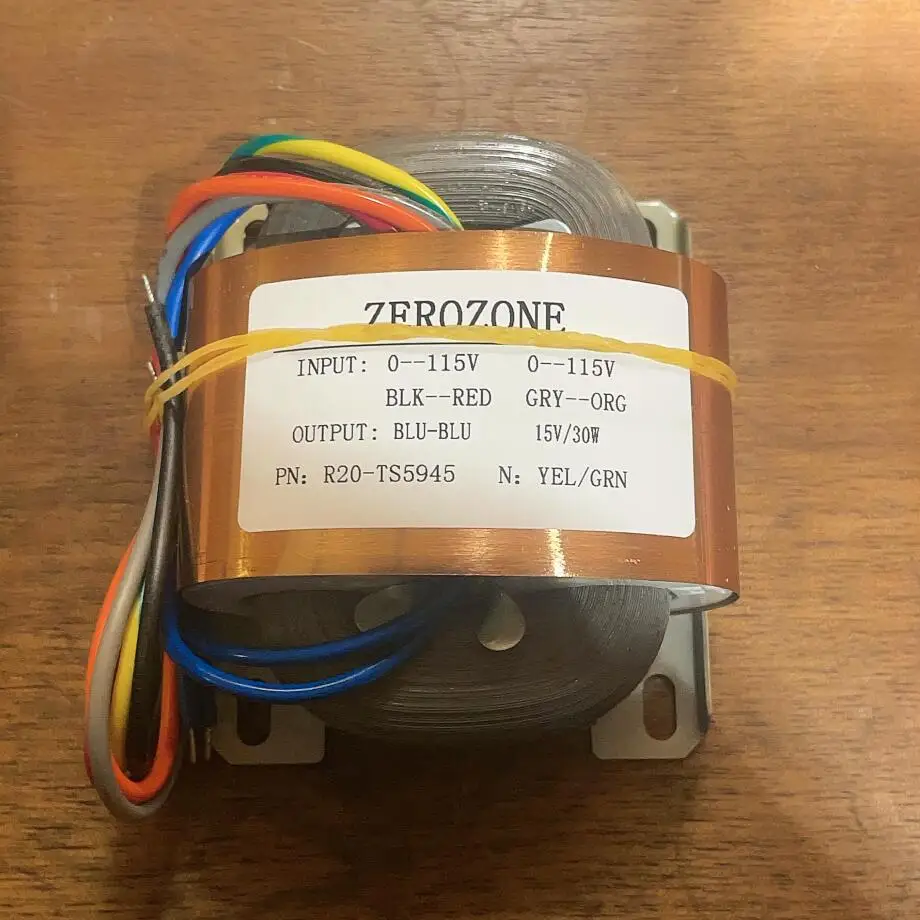 ZEROZONE
INPUT: 0--115V 0--115V
BLK--RED GRY--ORG
OUTPUT: BLU-BLU 15V/30W
PN: R20-TS5945 N: YEL/GRN